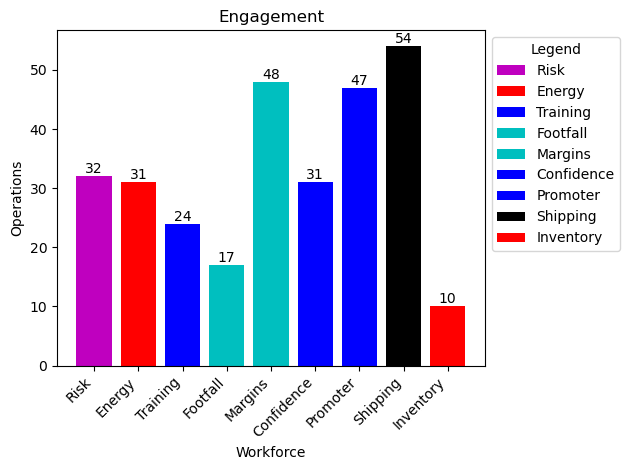 Engagement
Operations
50
40
30
20
10
0
32
31
24
17
48
31
47
54
10
Risk
Energy
Training
Footfall
Margins
Confidence
Promoter
Shipping
Inventory
Workforce
Legend
Risk
Energy
Training
Footfall
Margins
Confidence
Promoter
Shipping
Inventory